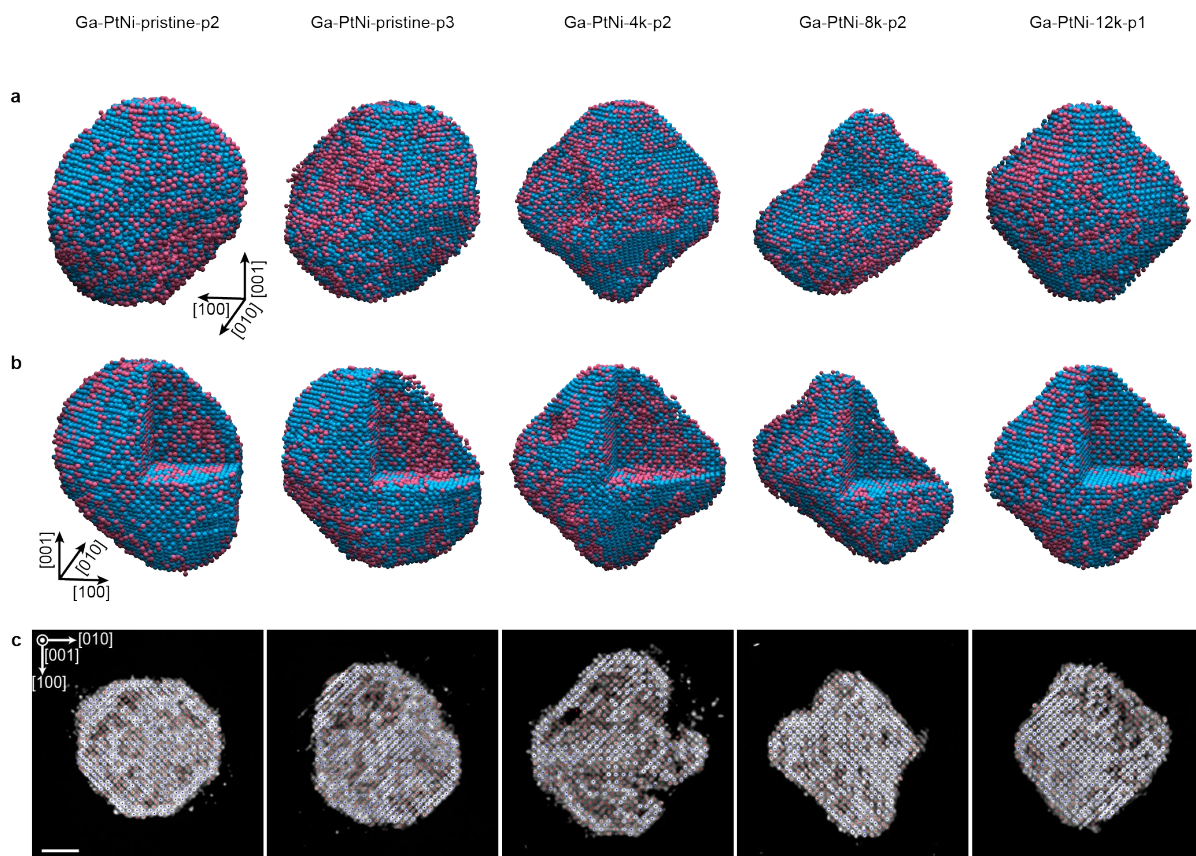 Ga-PtNi-pristine-p2 Ga-PtNi-pristine-p3 Ga-PtNi-4k-p2 Ga-PtNi-8k-p2 Ga-PtNi-12k-p1
a
[001]
[100]
[010]
b
[001]
[010]
[100]
c
[010]
[001]
[100]